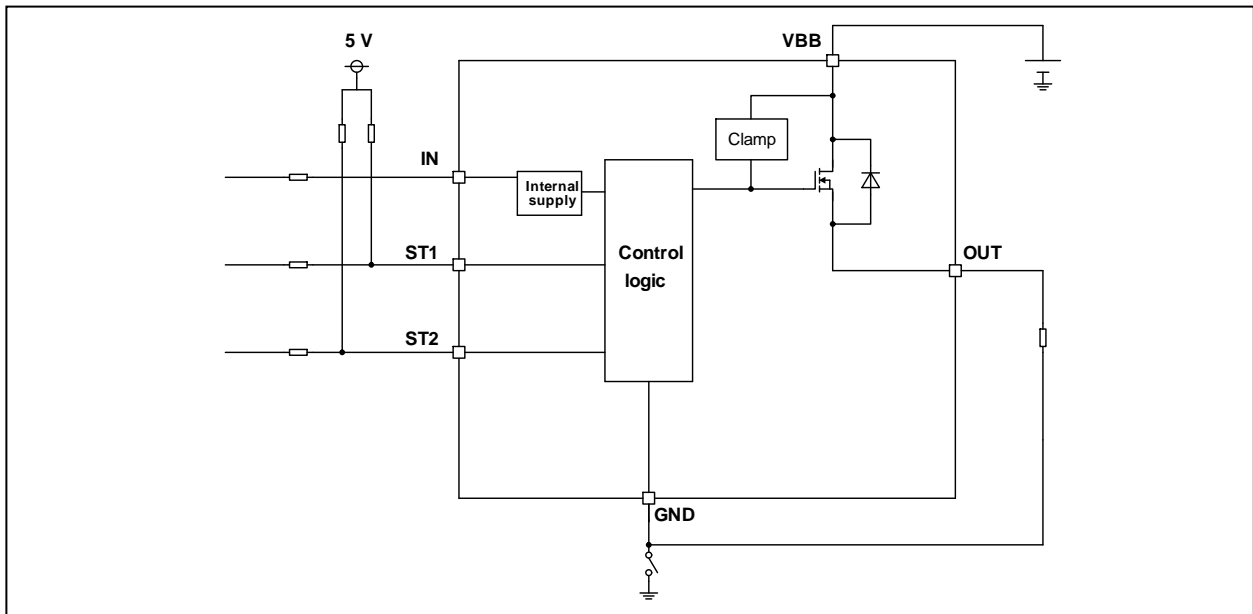 5 V
VBB
Clamp
IN
Internal
supply
ST1
Control
logic
OUT
ST2
GND